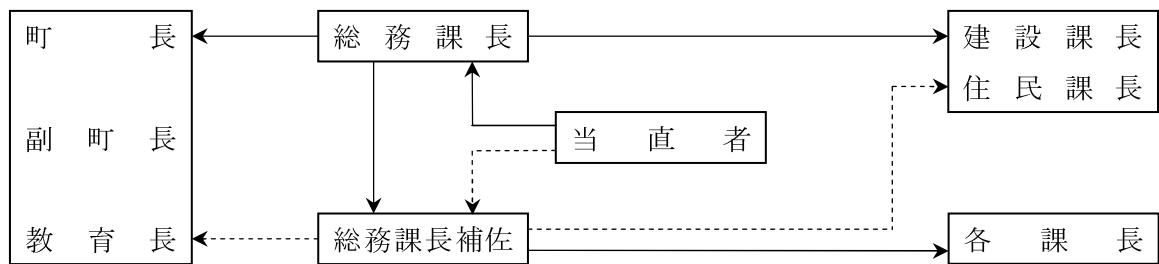 町長
副町長
教育長
総務課長
当直者
総務課長補佐
建設課長
住民課長
各課長